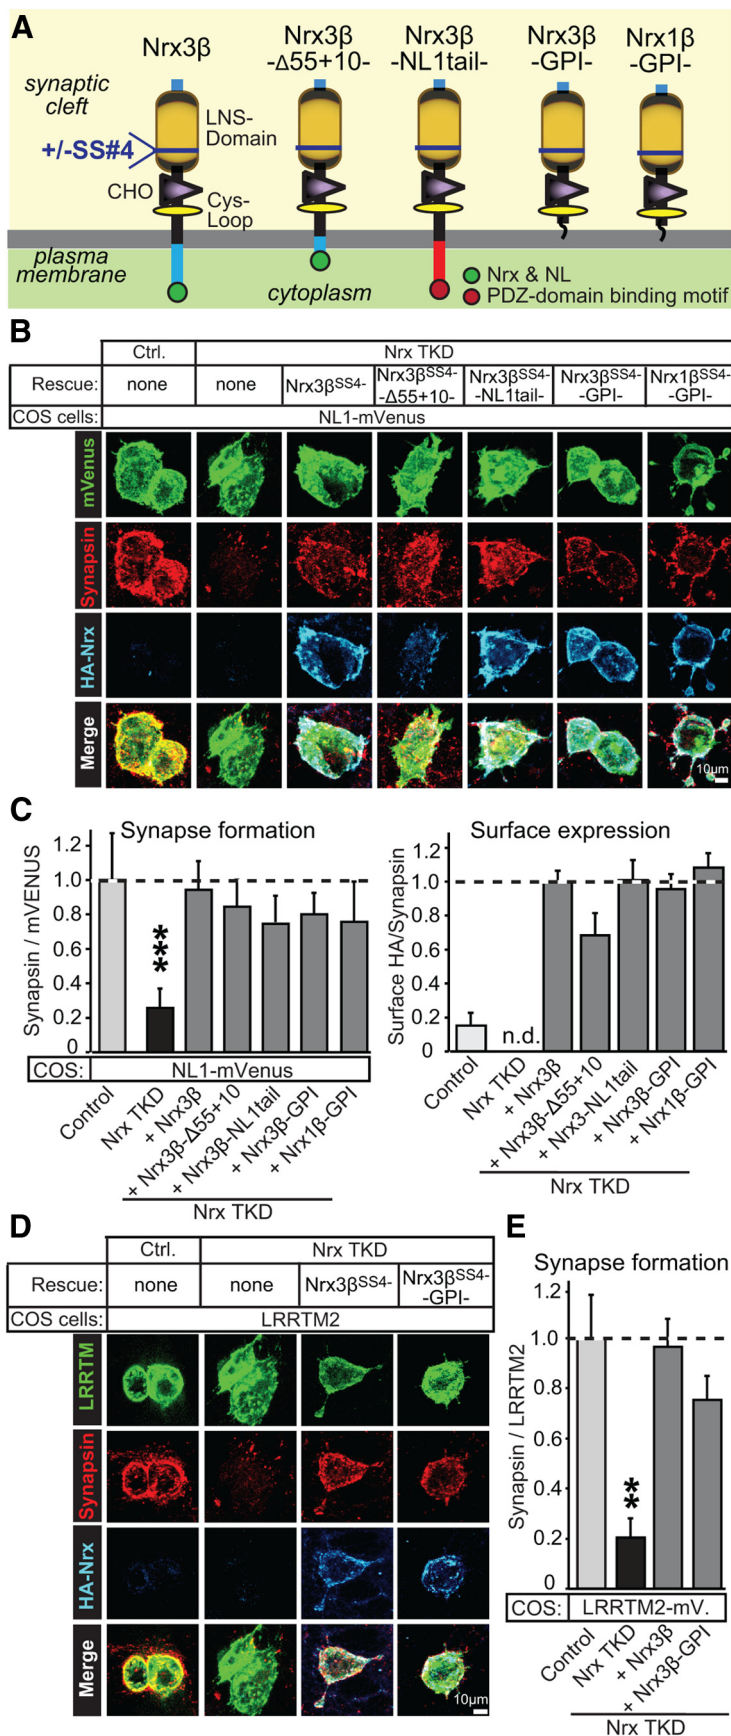 A
Nrx3β
Nrx3β
-Δ55+10-
Nrx3β
-NL1tail-
Nrx3β
-GPI-
Nrx1β
-GPI-
synaptic
cleft
LNS-
Domain
+/-SS#4
CHO
Cys-
Loop
plasma
membrane
cytoplasm
Nrx & NL
PDZ-domain binding motif
B
Ctrl.
Nrx TKD
Rescue:
none
none
Nrx3βSS4-
Nrx3βSS4-
-Δ55+10-
Nrx3βSS4-
-NL1tail-
Nrx3βSS4-
-GPI-
Nrx1βSS4-
-GPI-
COS cells:
NL1-mVenus
mVenus
Synapsin
HA-Nrx
Merge
10μm
C
Synapse formation
Synapsin / mVENUS
1.2
1.0
0.8
0.6
0.4
0.2
0
***
COS:
NL1-mVenus
Control
Nrx TKD
+ Nrx3β
+ Nrx3β-Δ55+10
+ Nrx3β-NL1tail
+ Nrx3β-GPI
+ Nrx1β-GPI
Nrx TKD
Surface expression
Surface HA/Synapsin
1.2
1.0
0.8
0.6
0.4
0.2
0
n.d.
Control
Nrx TKD
+ Nrx3β
+ Nrx3β-Δ55+10
+ Nrx3-NL1tail
+ Nrx3β-GPI
+ Nrx1β-GPI
Nrx TKD
D
Ctrl.
Nrx TKD
Rescue:
none
none
Nrx3βSS4-
Nrx3βSS4-
-GPI-
COS cells:
LRRTM2
LRRTM
Synapsin
HA-Nrx
Merge
10μm
E
Synapse formation
Synapsin / LRRTM2
1.2
1.0
0.8
0.6
0.4
0.2
0
**
COS:
LRRTM2-mV.
Control
Nrx TKD
+ Nrx3β
+ Nrx3β-GPI
Nrx TKD